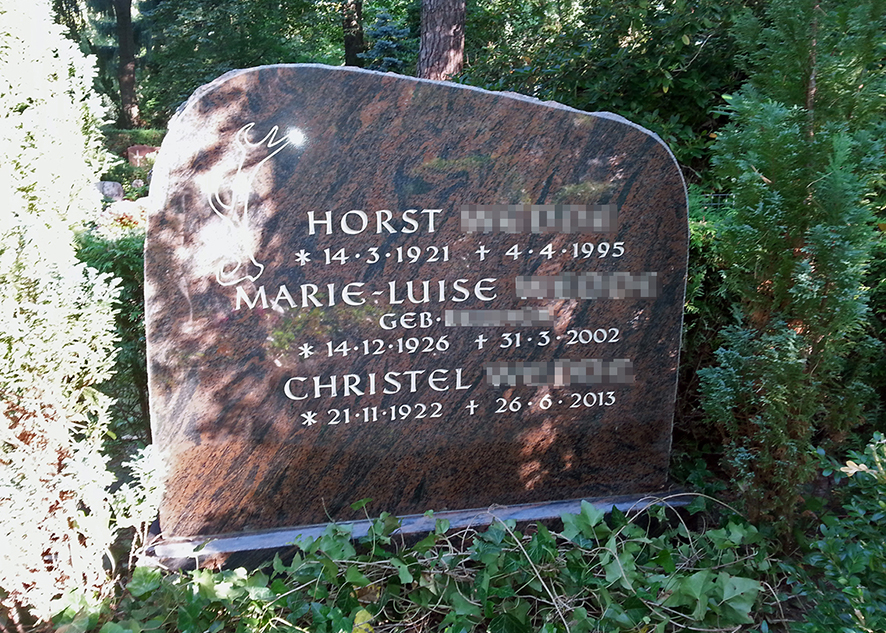 HORST
* 14·3·1921 † 4·4·1995
MARIE-LUISE
GEB·
* 14·12·1926 † 31·3·2002
CHRISTEL
* 21·11·1922 † 26·6·2013